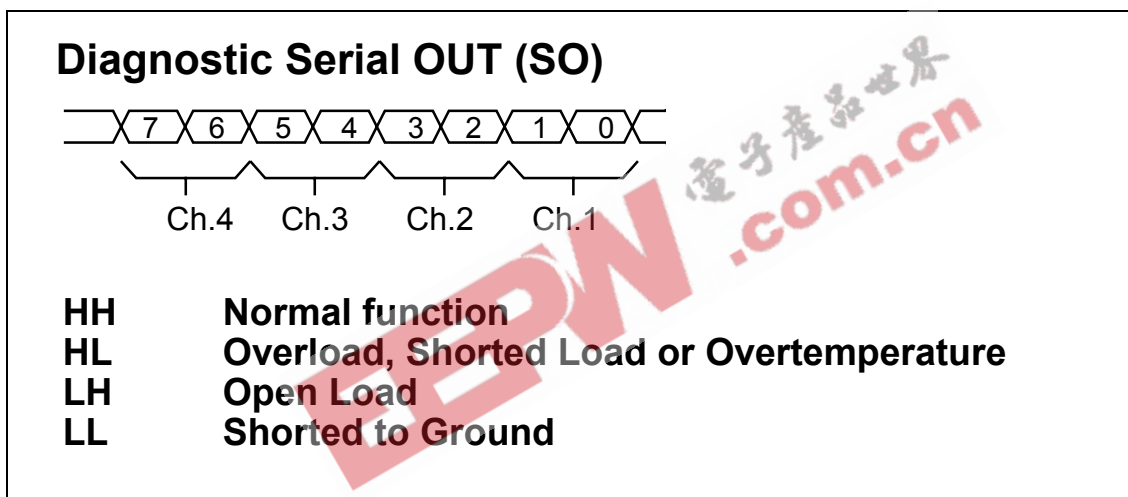 Diagnostic Serial OUT (SO)
7 6 5 4 3 2 1 0
Ch.4 Ch.3 Ch.2 Ch.1
HH Normal function
HL Overload, Shorted Load or Overtemperature
LH Open Load
LL Shorted to Ground
EEPW
電子產品世界
.com.cn